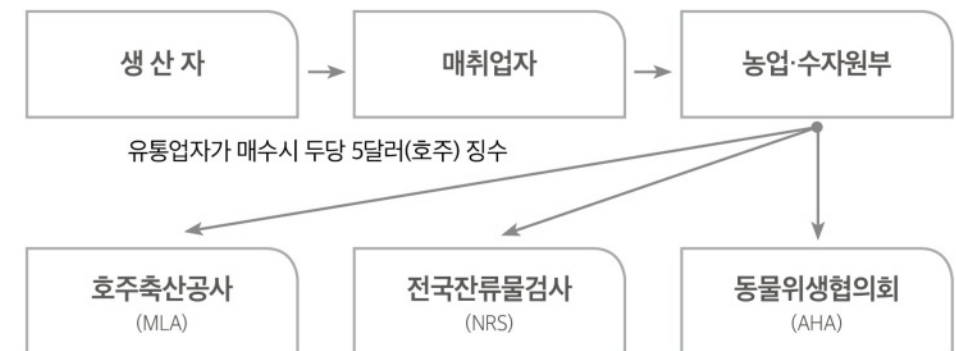 생 산 자
매취업자
농업·수자원부
유통업자가 매수시 두당 5달러(호주) 징수
호주축산공사
(MLA)
전국잔류물검사
(NRS)
동물위생협의회
(AHA)